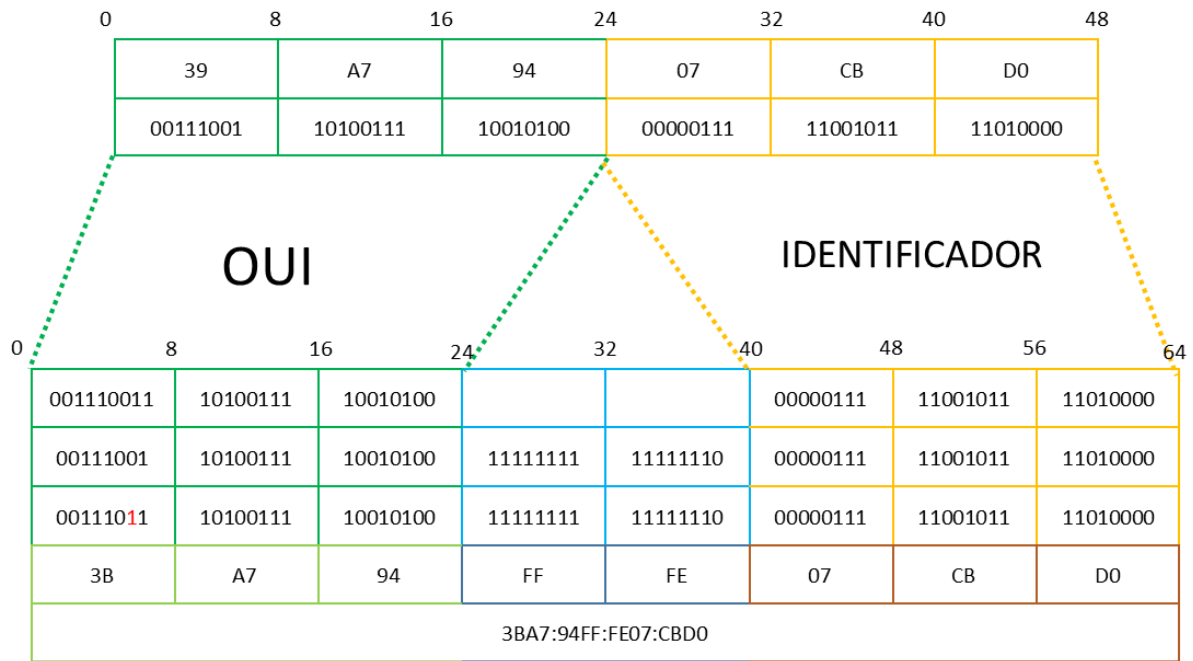 0 8 16 24 32 40 48
39 A7 94 07 CB D0
00111001 10100111 10010100 00000111 11001011 11010000
OUI IDENTIFICADOR
0 8 16 24 32 40 48 56 64
001110011 10100111 10010100 00000111 11001011 11010000
00111001 10100111 10010100 11111111 11111110 00000111 11001011 11010000
00111011 10100111 10010100 11111111 11111110 00000111 11001011 11010000
3B A7 94 FF FE 07 CB D0
3BA7:94FF:FE07:CBD0